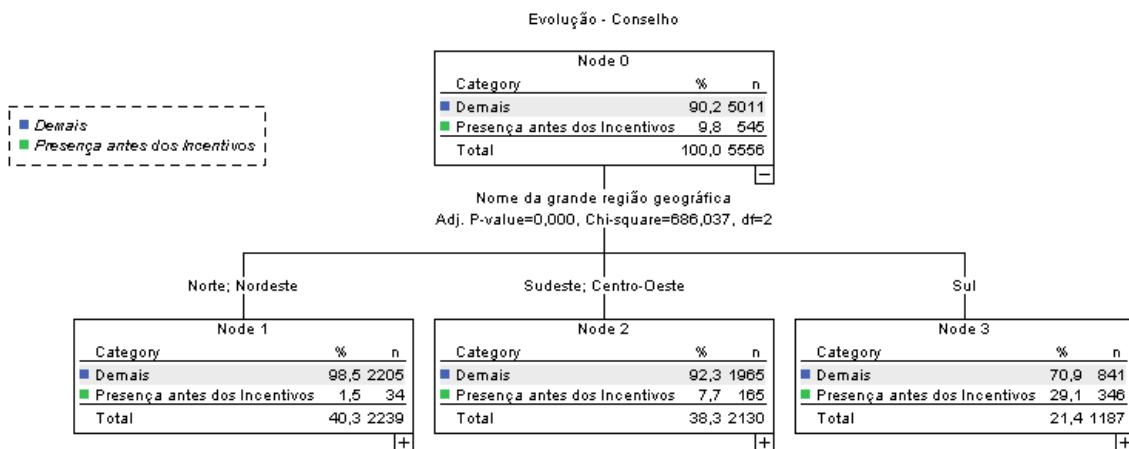 Evolução - Conselho
Demais
Presença antes dos Incentivos
Node 0
Category % n
Demais 90,2 5011
Presença antes dos Incentivos 9,8 545
Total 100,0 5556
Nome da grande região geográfica
Adj. P-value=0,000, Chi-square=686,037, df=2
Norte; Nordeste
Node 1
Category % n
Demais 98,5 2205
Presença antes dos Incentivos 1,5 34
Total 40,3 2239
Sudeste; Centro-Oeste
Node 2
Category % n
Demais 92,3 1965
Presença antes dos Incentivos 7,7 165
Total 38,3 2130
Sul
Node 3
Category % n
Demais 70,9 841
Presença antes dos Incentivos 29,1 346
Total 21,4 1187